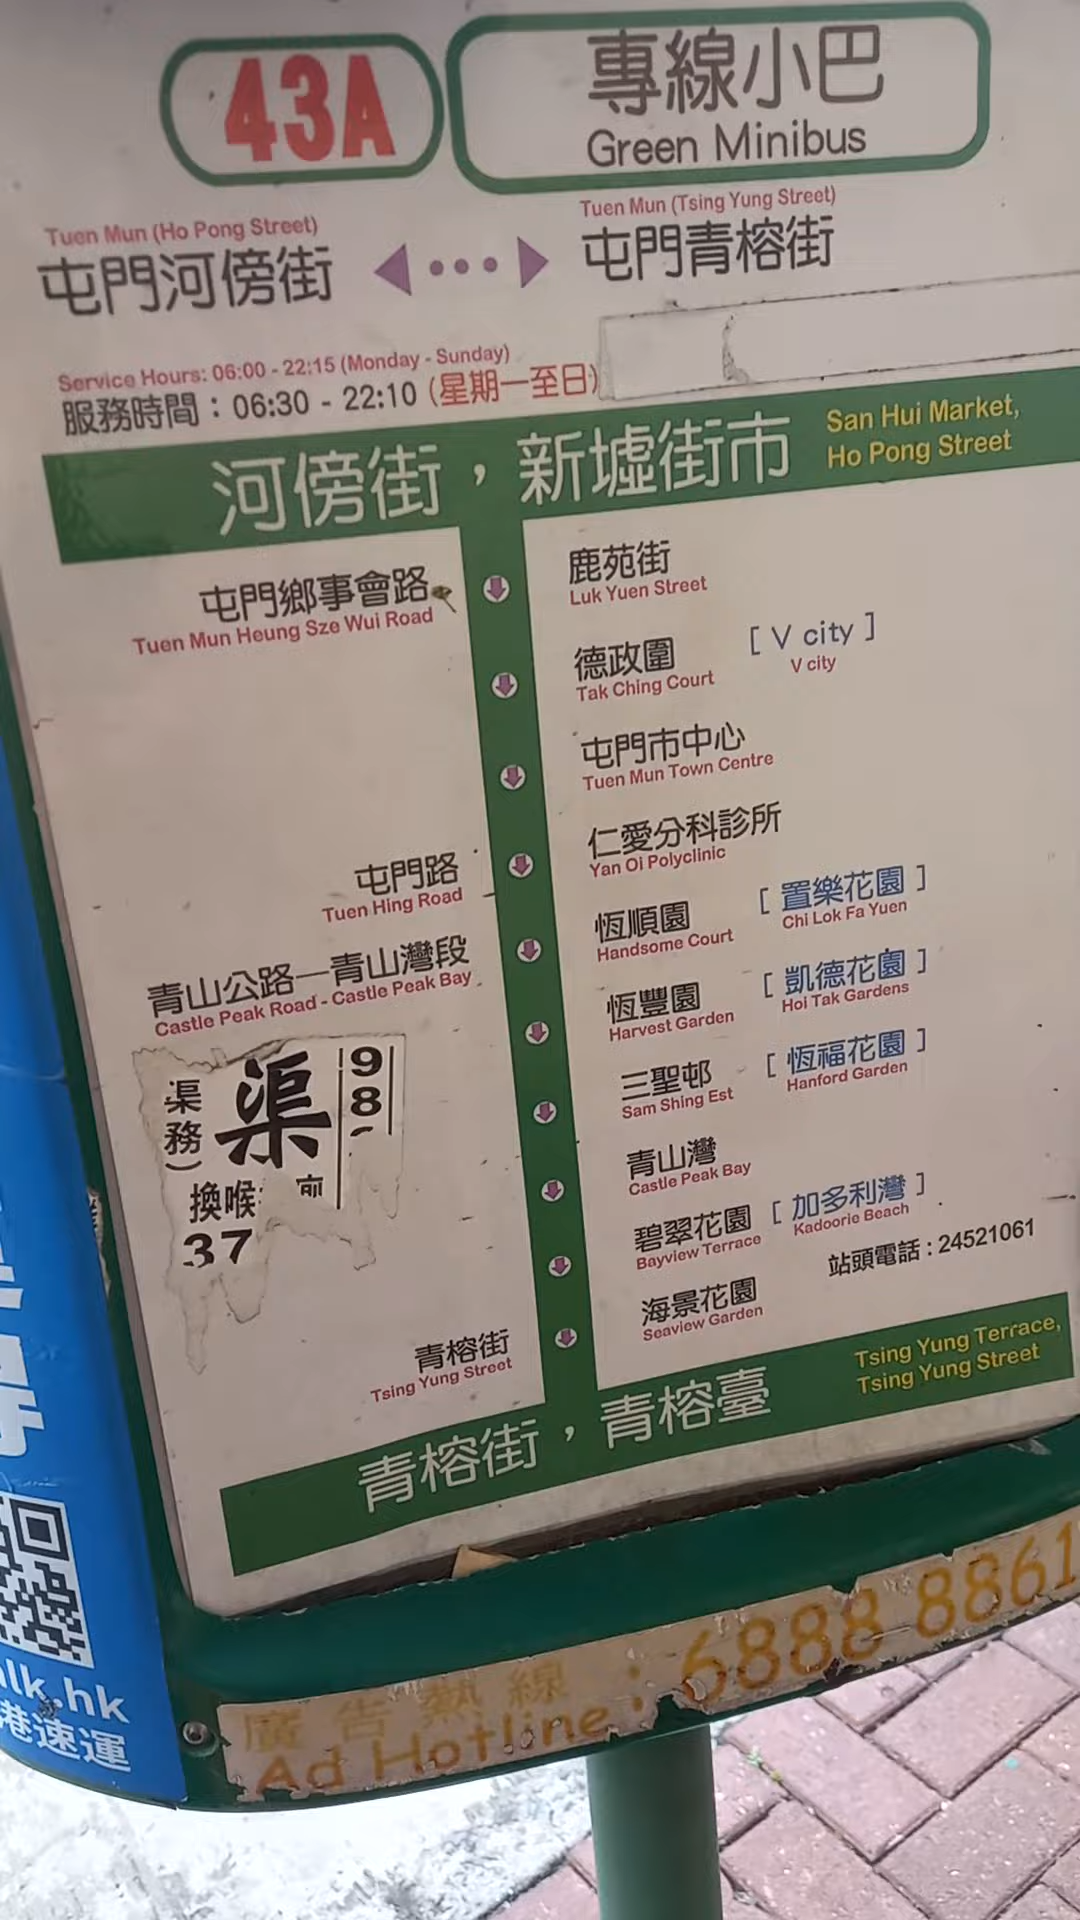 43A
專線小巴
Green Minibus
Tuen Mun (Ho Pong Street)
屯門河傍街
Tuen Mun (Tsing Yung Street)
屯門青榕街
Service Hours: 06:00 - 22:15 (Monday - Sunday)
服務時間：06:30 - 22:10 (星期一至日)
河傍街，新墟街市
San Hui Market,
Ho Pong Street
屯門鄉事會路
Tuen Mun Heung Sze Wui Road
鹿苑街
Luk Yuen Street
德政圍 [ V city ]
Tak Ching Court V city
屯門市中心
Tuen Mun Town Centre
仁愛分科診所
Yan Oi Polyclinic
屯門路
Tuen Hing Road
恆順園 [ 置樂花園 ]
Handsome Court Chi Lok Fa Yuen
青山公路—青山灣段
Castle Peak Road - Castle Peak Bay
恆豐園 [ 凱德花園 ]
Harvest Garden Hoi Tak Gardens
三聖邨 [ 恆福花園 ]
Sam Shing Est Hanford Garden
青山灣
Castle Peak Bay
碧翠花園 [ 加多利灣 ]
Bayview Terrace Kadoorie Beach
站頭電話 : 24521061
海景花園
Seaview Garden
渠務)
渠
98
換喉
37
青榕街
Tsing Yung Street
青榕街，青榕臺
Tsing Yung Terrace,
Tsing Yung Street
廣告熱線
Ad Hotline : 6888 8861
lk.hk
港速運